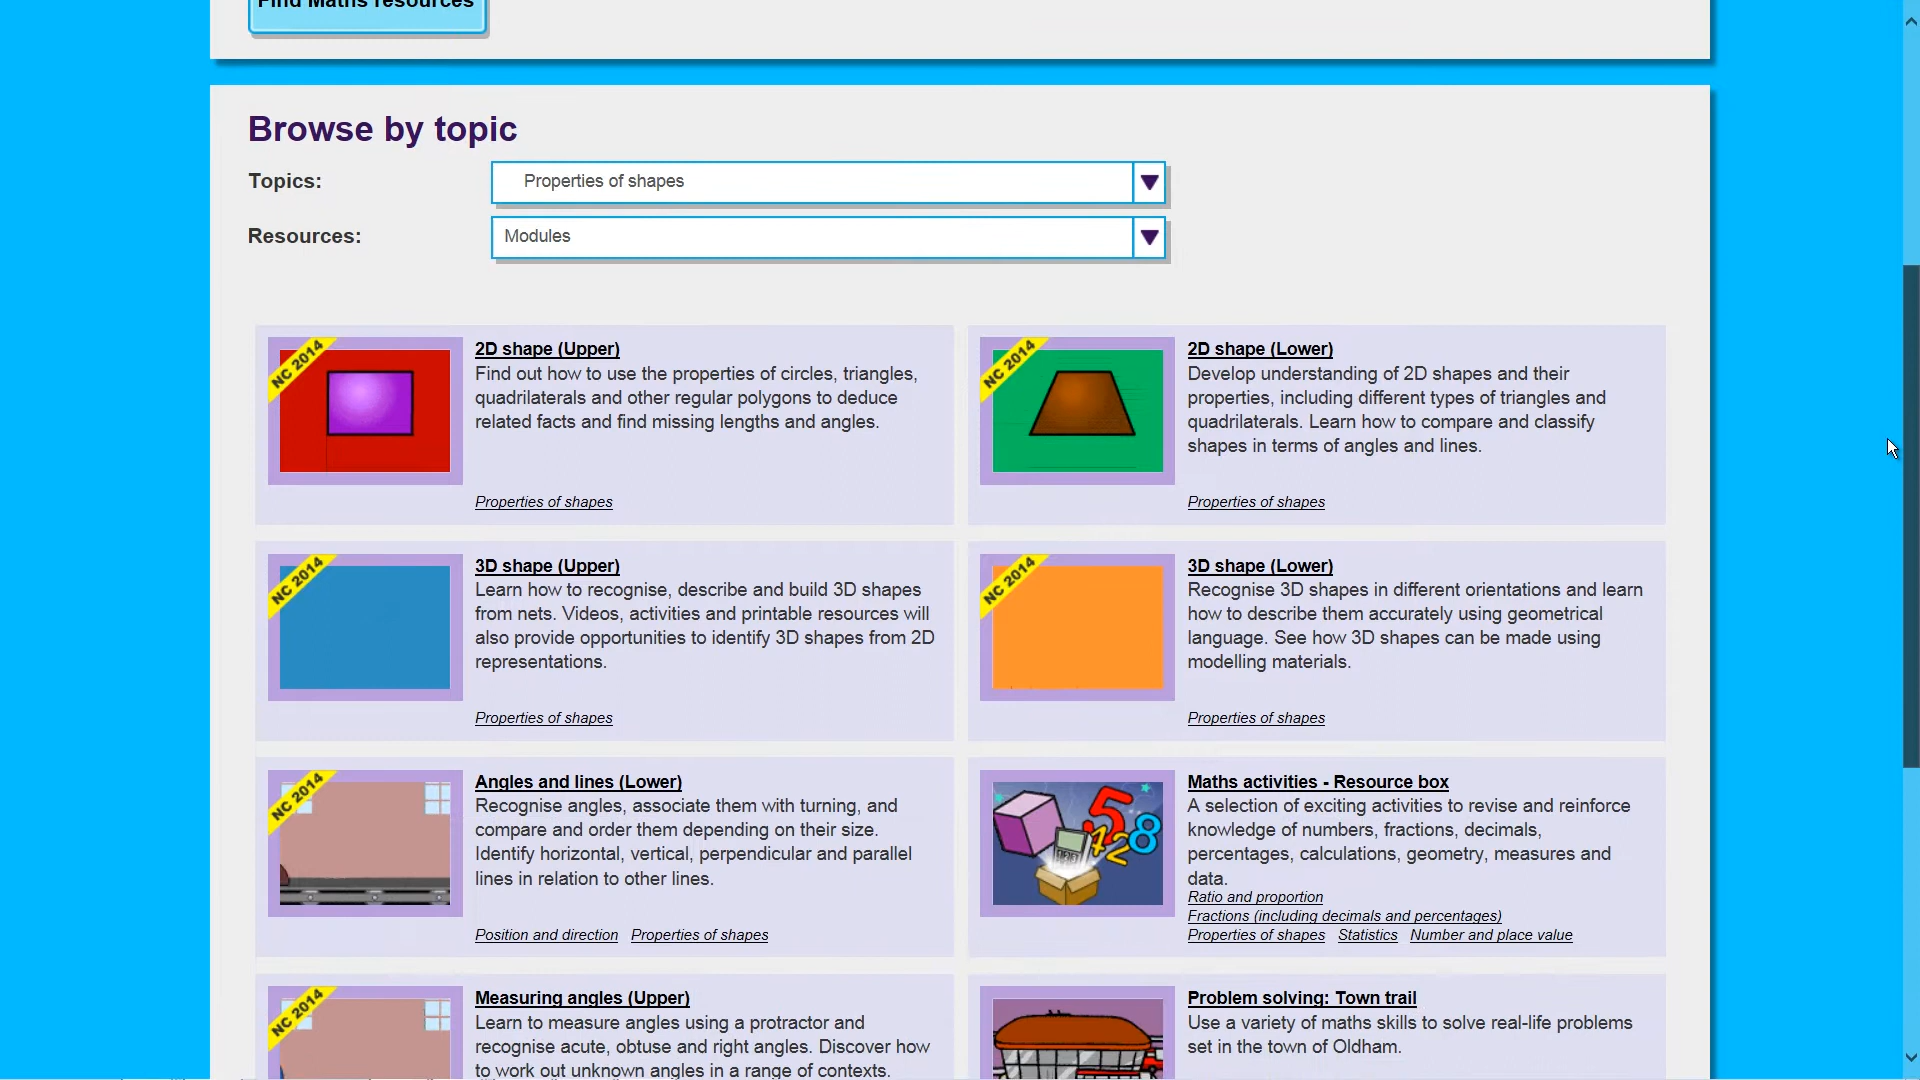 Find Maths resources
Browse by topic
Topics:
Properties of shapes
Resources:
Modules
NC 2014
2D shape (Upper)
Find out how to use the properties of circles, triangles,
quadrilaterals and other regular polygons to deduce
related facts and find missing lengths and angles.
Properties of shapes
NC 2014
2D shape (Lower)
Develop understanding of 2D shapes and their
properties, including different types of triangles and
quadrilaterals. Learn how to compare and classify
shapes in terms of angles and lines.
Properties of shapes
NC 2014
3D shape (Upper)
Learn how to recognise, describe and build 3D shapes
from nets. Videos, activities and printable resources will
also provide opportunities to identify 3D shapes from 2D
representations.
Properties of shapes
NC 2014
3D shape (Lower)
Recognise 3D shapes in different orientations and learn
how to describe them accurately using geometrical
language. See how 3D shapes can be made using
modelling materials.
Properties of shapes
NC 2014
Angles and lines (Lower)
Recognise angles, associate them with turning, and
compare and order them depending on their size.
Identify horizontal, vertical, perpendicular and parallel
lines in relation to other lines.
Position and direction Properties of shapes
Maths activities - Resource box
A selection of exciting activities to revise and reinforce
knowledge of numbers, fractions, decimals,
percentages, calculations, geometry, measures and
data.
Ratio and proportion
Fractions (including decimals and percentages)
Properties of shapes Statistics Number and place value
NC 2014
Measuring angles (Upper)
Learn to measure angles using a protractor and
recognise acute, obtuse and right angles. Discover how
to work out unknown angles in a range of contexts.
Problem solving: Town trail
Use a variety of maths skills to solve real-life problems
set in the town of Oldham.